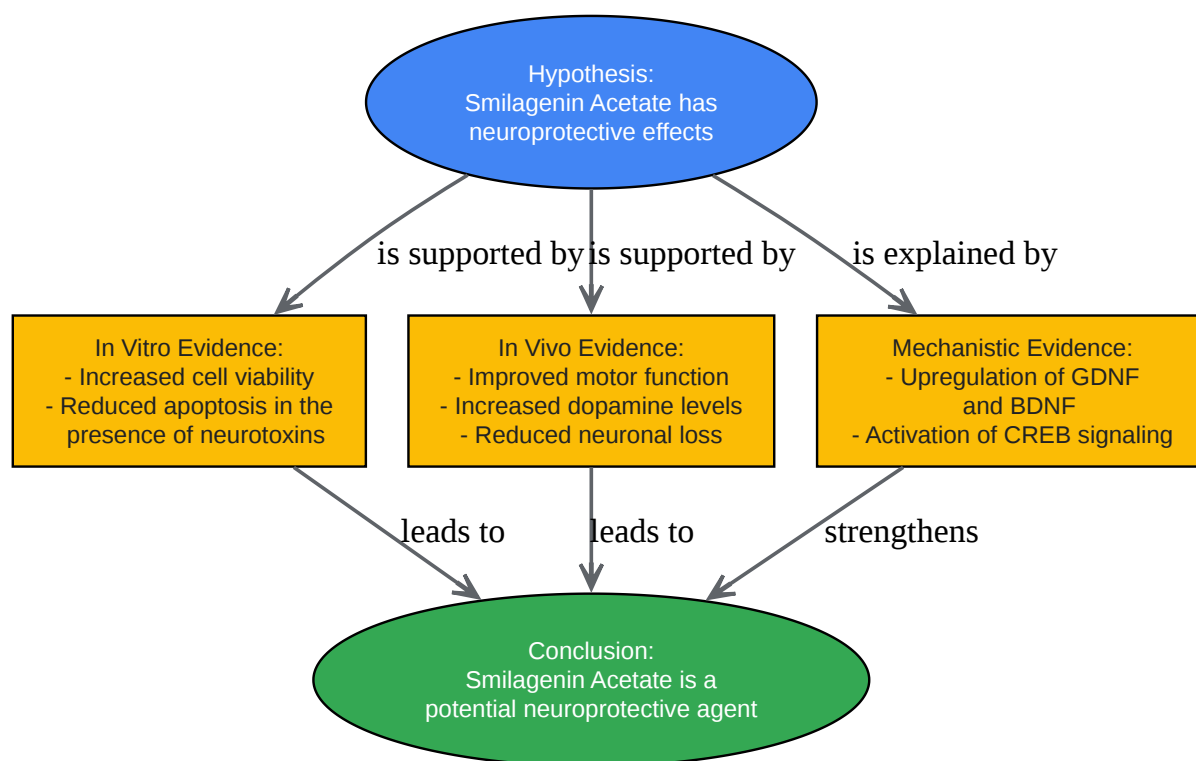 Hypothesis:
Smilagenin Acetate has
neuroprotective effects
is supported by
is supported by
is explained by
In Vitro Evidence:
- Increased cell viability
- Reduced apoptosis in the
presence of neurotoxins
In Vivo Evidence:
- Improved motor function
- Increased dopamine levels
- Reduced neuronal loss
Mechanistic Evidence:
- Upregulation of GDNF
and BDNF
- Activation of CREB signaling
leads to
leads to
strengthens
Conclusion:
Smilagenin Acetate is a
potential neuroprotective agent